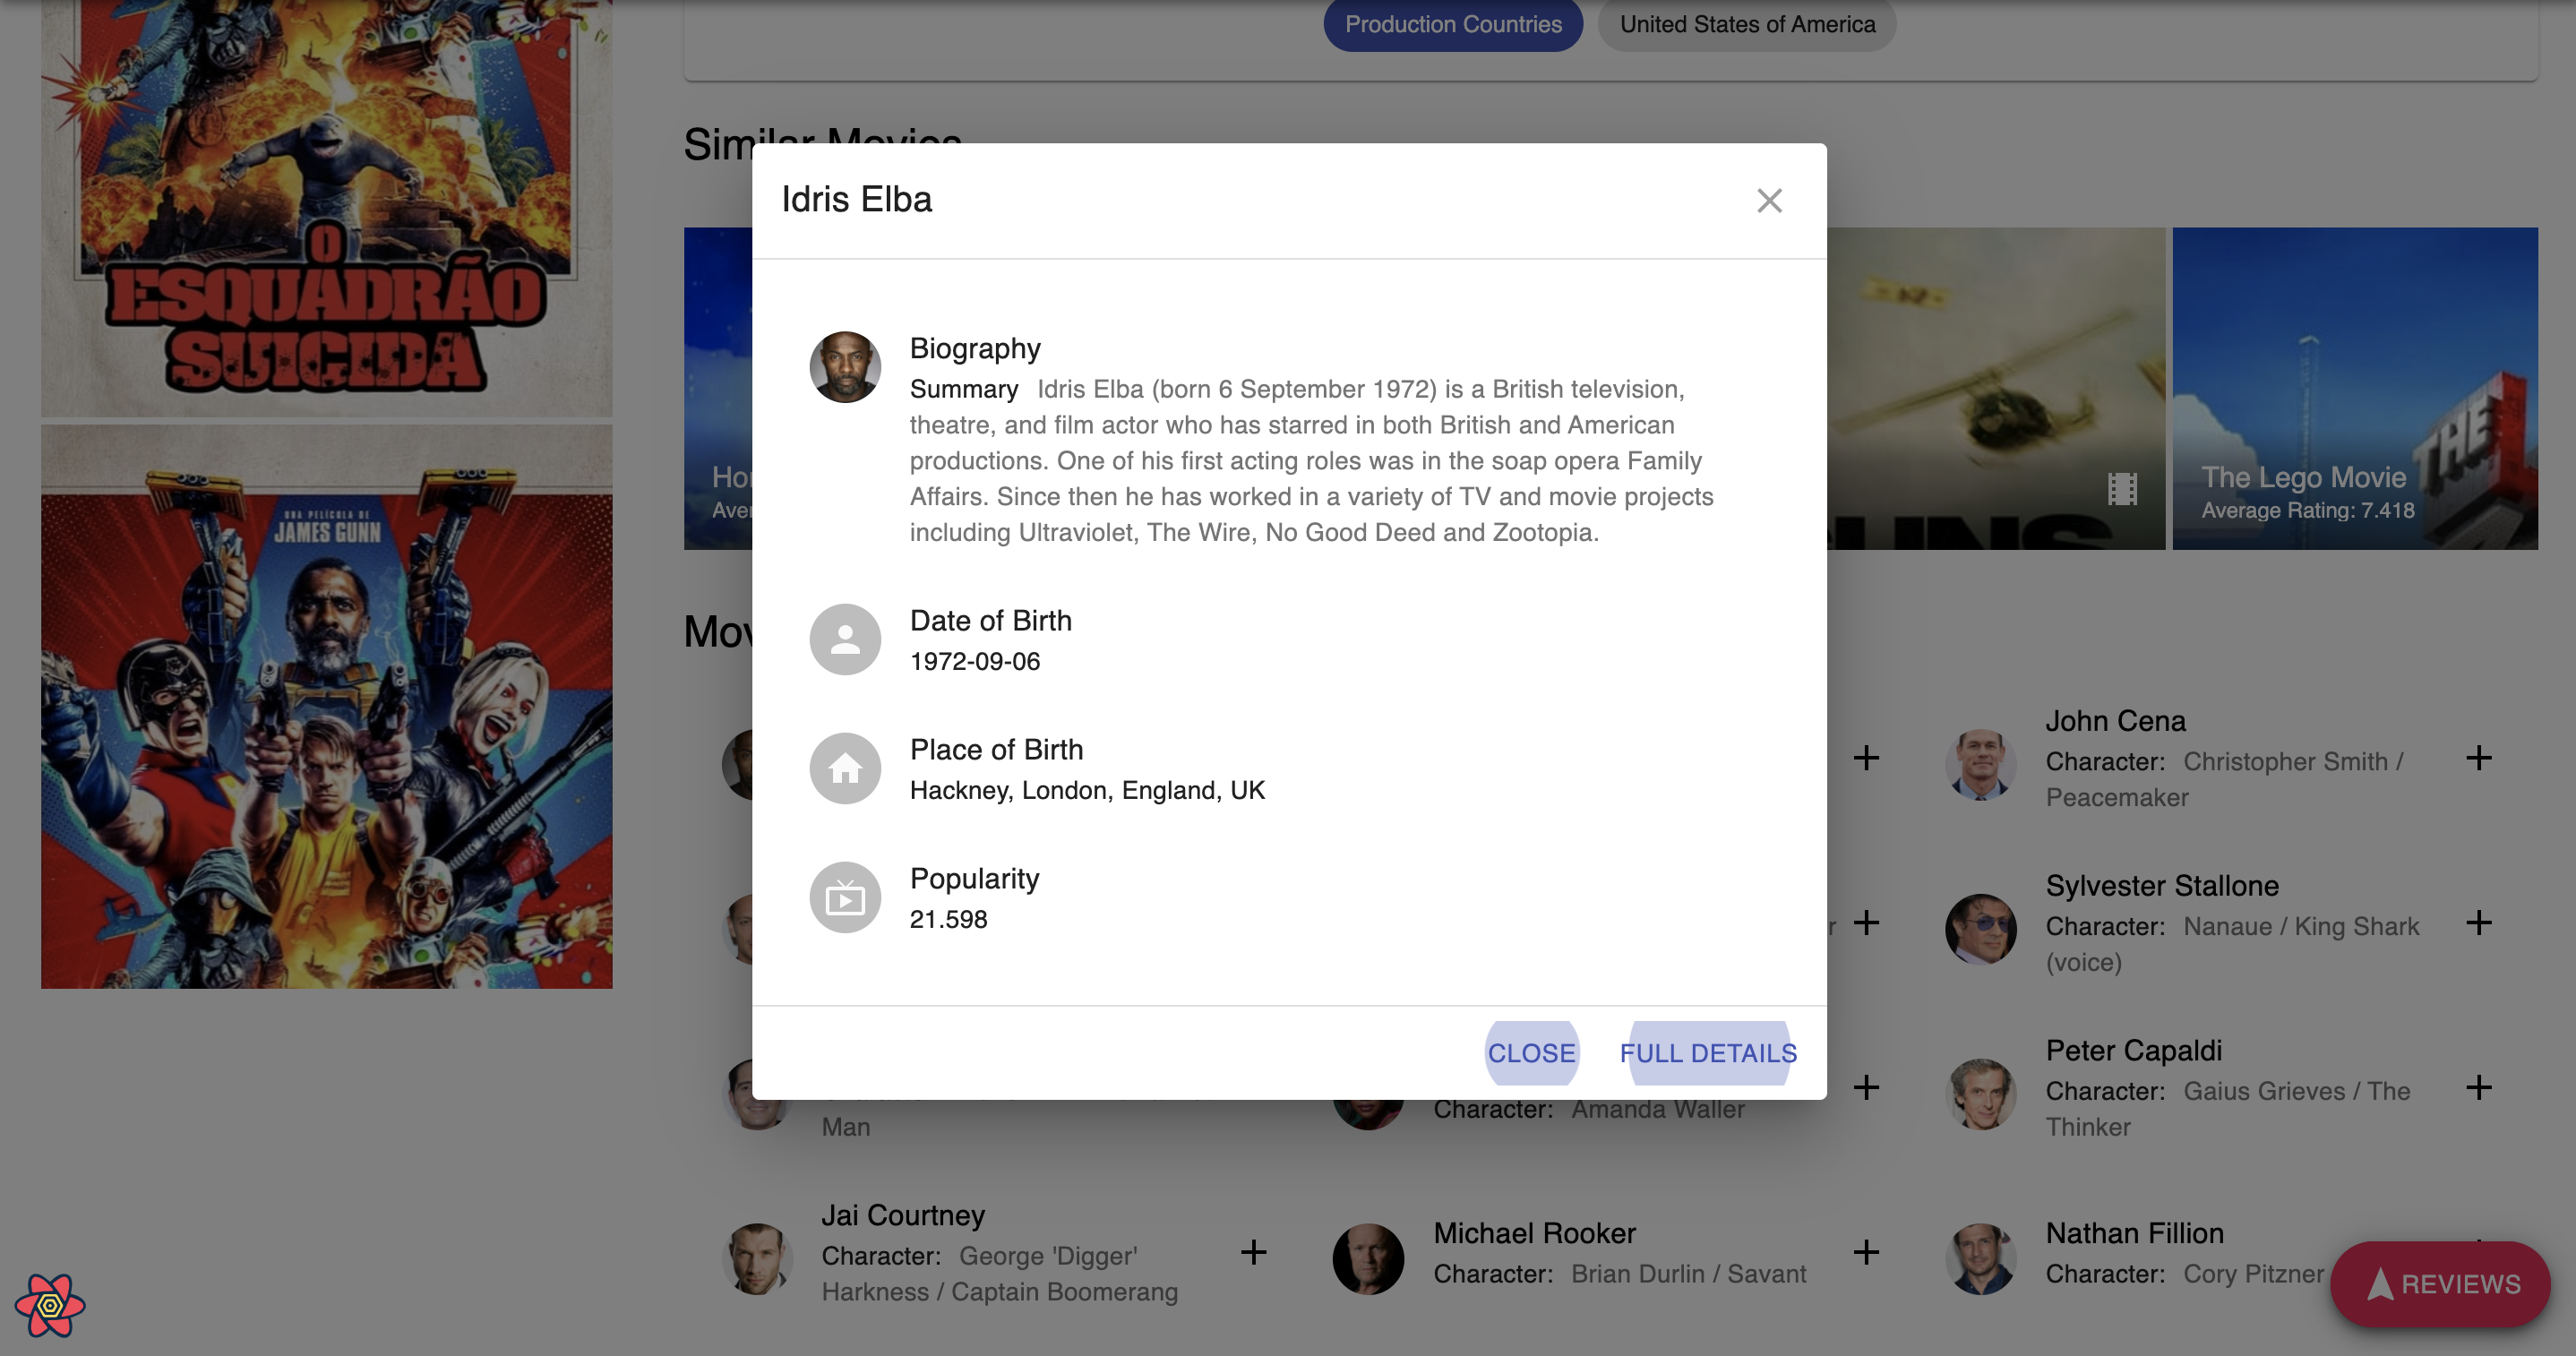 Production Countries
United States of America
Similar Movies
Idris Elba
Biography
Summary Idris Elba (born 6 September 1972) is a British television,
theatre, and film actor who has starred in both British and American
productions. One of his first acting roles was in the soap opera Family
Affairs. Since then he has worked in a variety of TV and movie projects
including Ultraviolet, The Wire, No Good Deed and Zootopia.
Date of Birth
1972-09-06
Place of Birth
Hackney, London, England, UK
Popularity
21.598
CLOSE
FULL DETAILS
O
ESQUADRÃO
SUICIDA
UNA PELÍCULA DE
JAMES GUNN
THE
The Lego Movie
Average Rating: 7.418
John Cena
Character: Christopher Smith /
Peacemaker
Sylvester Stallone
Character: Nanaue / King Shark
(voice)
Man
Character: Amanda Waller
Peter Capaldi
Character: Gaius Grieves / The
Thinker
Jai Courtney
Character: George 'Digger'
Harkness / Captain Boomerang
Michael Rooker
Character: Brian Durlin / Savant
Nathan Fillion
Character: Cory Pitzner
REVIEWS